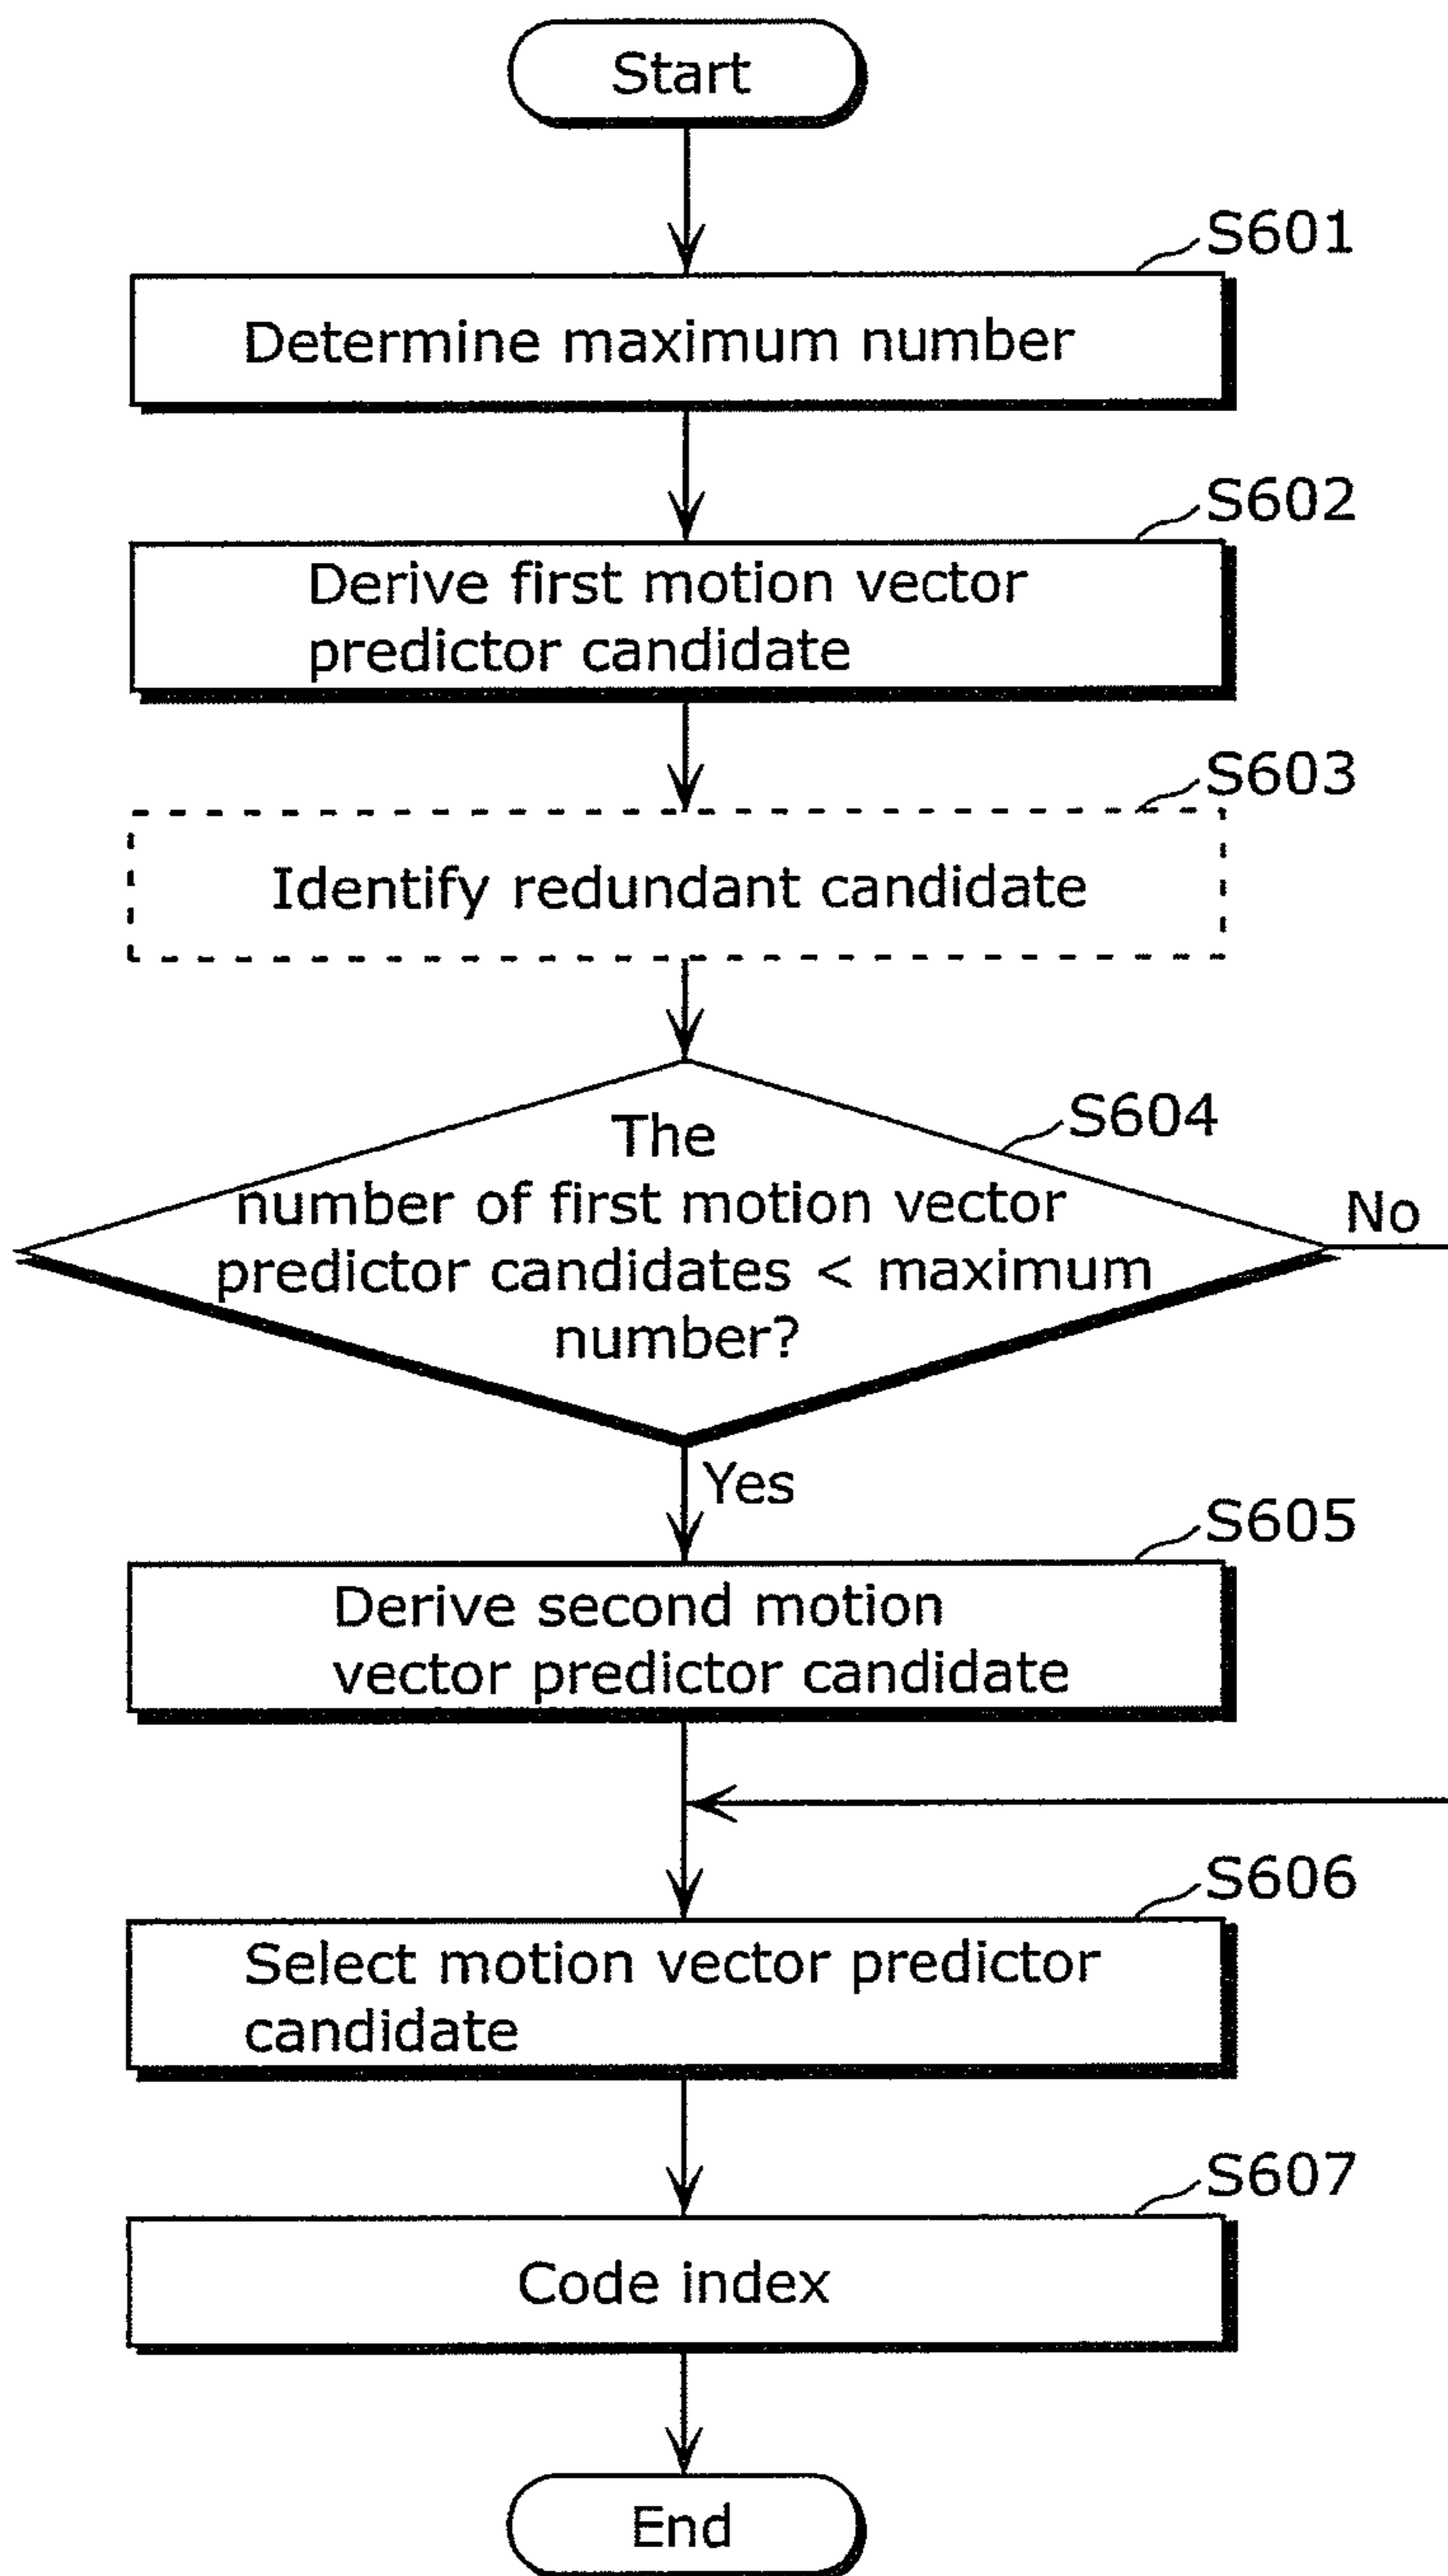 Start
S601
Determine maximum number
S602
Derive first motion vector
predictor candidate
S603
Identify redundant candidate
S604
The
number of first motion vector
predictor candidates < maximum
number?
No
Yes
S605
Derive second motion
vector predictor candidate
S606
Select motion vector predictor
candidate
S607
Code index
End